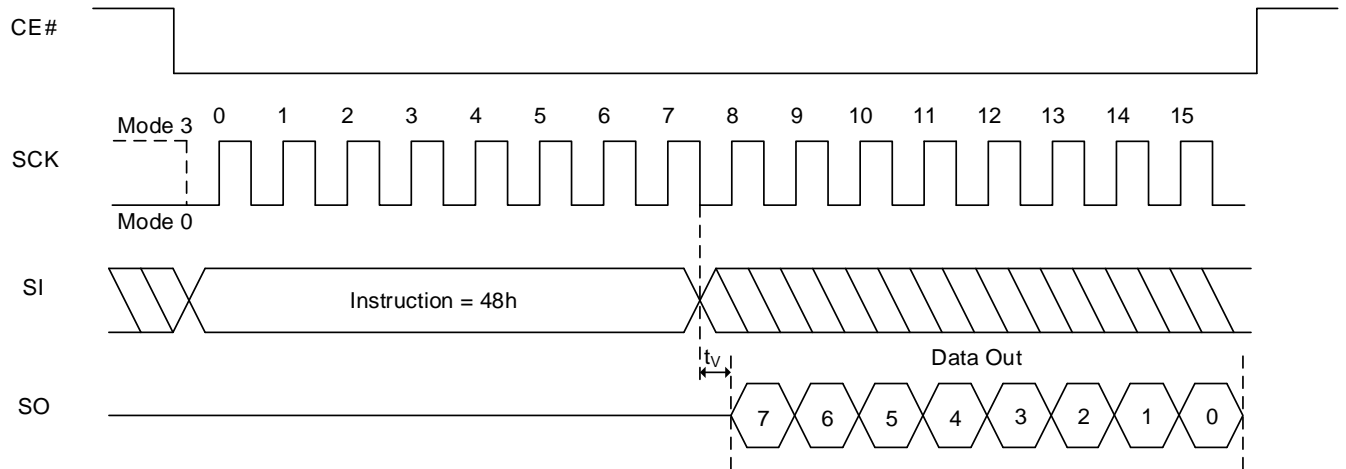 CE#
0 1 2 3 4 5 6 7 8 9 10 11 12 13 14 15
Mode 3
SCK
Mode 0
SI
Instruction = 48h
tV
Data Out
SO
7 6 5 4 3 2 1 0